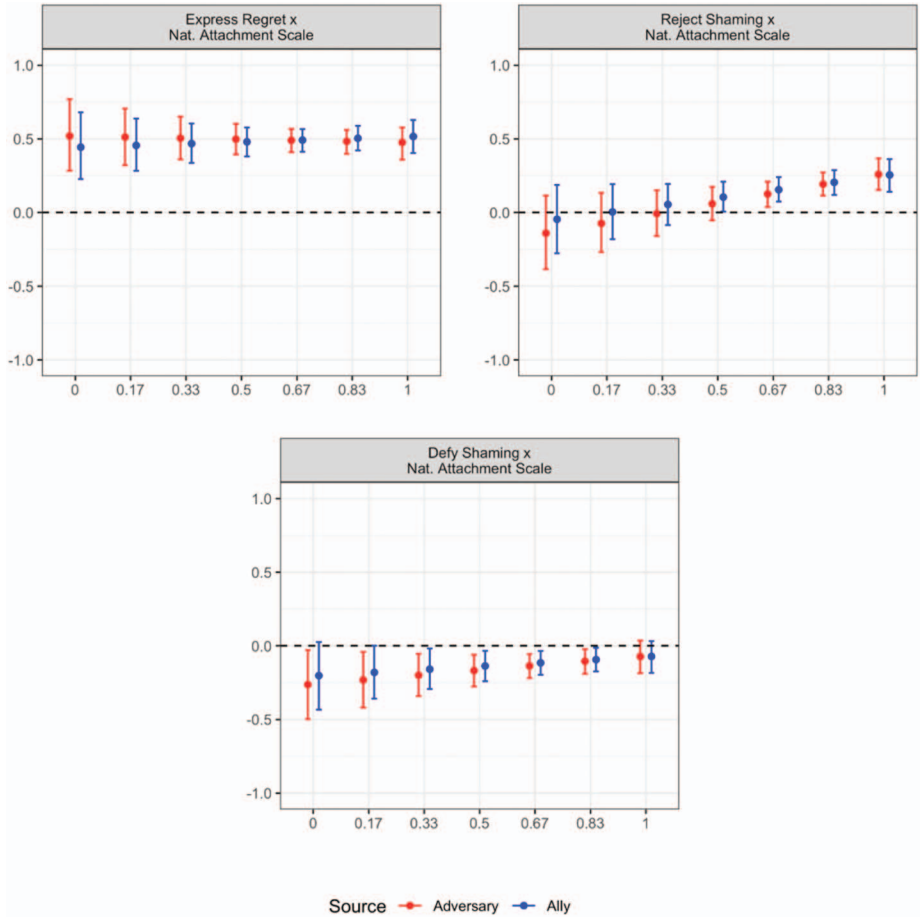 Express Regret x
Nat. Attachment Scale
1.0
0.5
0.0
-0.5
-1.0
0 0.17 0.33 0.5 0.67 0.83 1
Reject Shaming x
Nat. Attachment Scale
1.0
0.5
0.0
-0.5
-1.0
0 0.17 0.33 0.5 0.67 0.83 1
Defy Shaming x
Nat. Attachment Scale
1.0
0.5
0.0
-0.5
-1.0
0 0.17 0.33 0.5 0.67 0.83 1
Source Adversary Ally